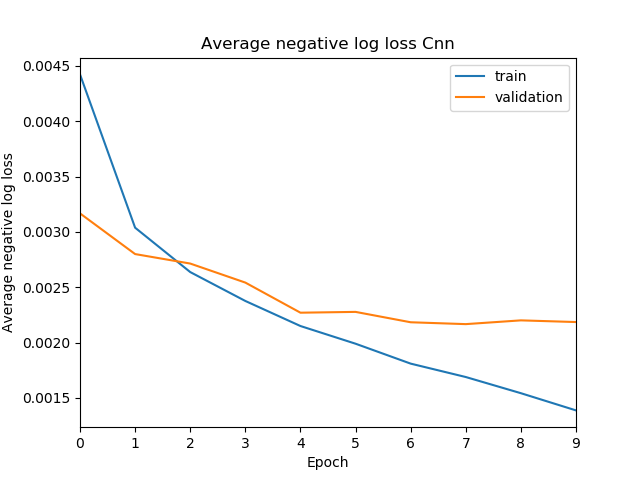 Average negative log loss Cnn
train
validation
Average negative log loss
0.0045
0.0040
0.0035
0.0030
0.0025
0.0020
0.0015
0 1 2 3 4 5 6 7 8 9
Epoch